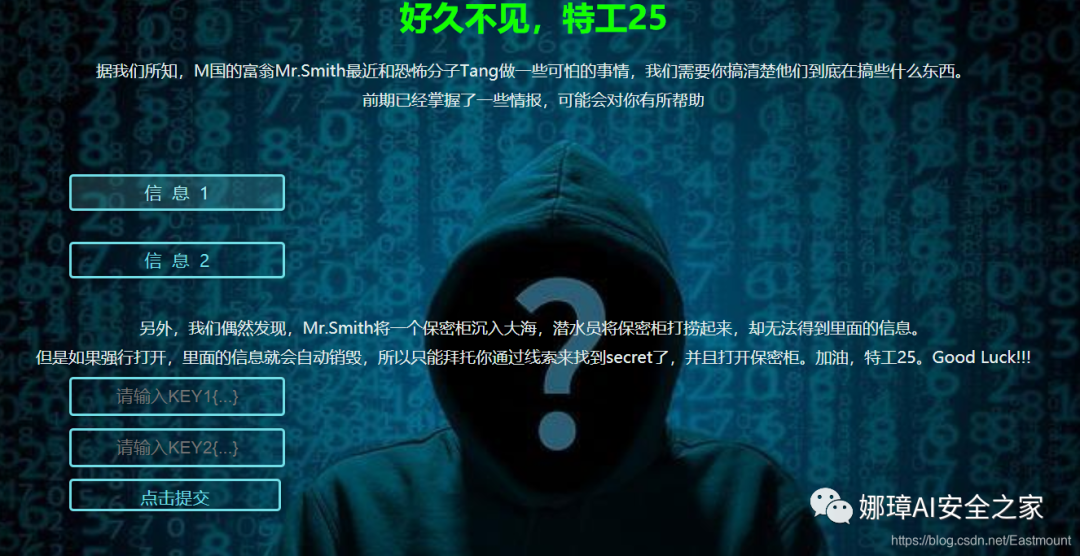 好久不见，特工25
据我们所知，M国的富翁Mr.Smith最近和恐怖分子Tang做一些可怕的事情，我们需要你搞清楚他们到底在搞些什么东西。
前期已经掌握了一些情报，可能会对你有所帮助
信 息 1
信 息 2
另外，我们偶然发现，Mr.Smith将一个保密柜沉入大海，潜水员将保密柜打捞起来，却无法得到里面的信息。
但是如果强行打开，里面的信息就会自动销毁，所以只能拜托你通过线索来找到secret了，并且打开保密柜。加油，特工25。Good Luck!!!
请输入KEY1{...}
请输入KEY2{...}
点击提交
娜璋AI安全之家
https://blog.csdn.net/Eastmount